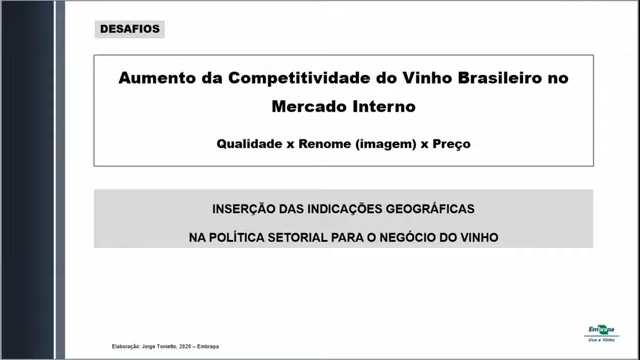 DESAFIOS
Aumento da Competitividade do Vinho Brasileiro no
Mercado Interno
Qualidade x Renome (imagem) x Preço
INSERÇÃO DAS INDICAÇÕES GEOGRÁFICAS
NA POLÍTICA SETORIAL PARA O NEGÓCIO DO VINHO
Elaboração: Jorge Tonietto, 2020 – Embrapa
Embrapa
Uva e Vinho